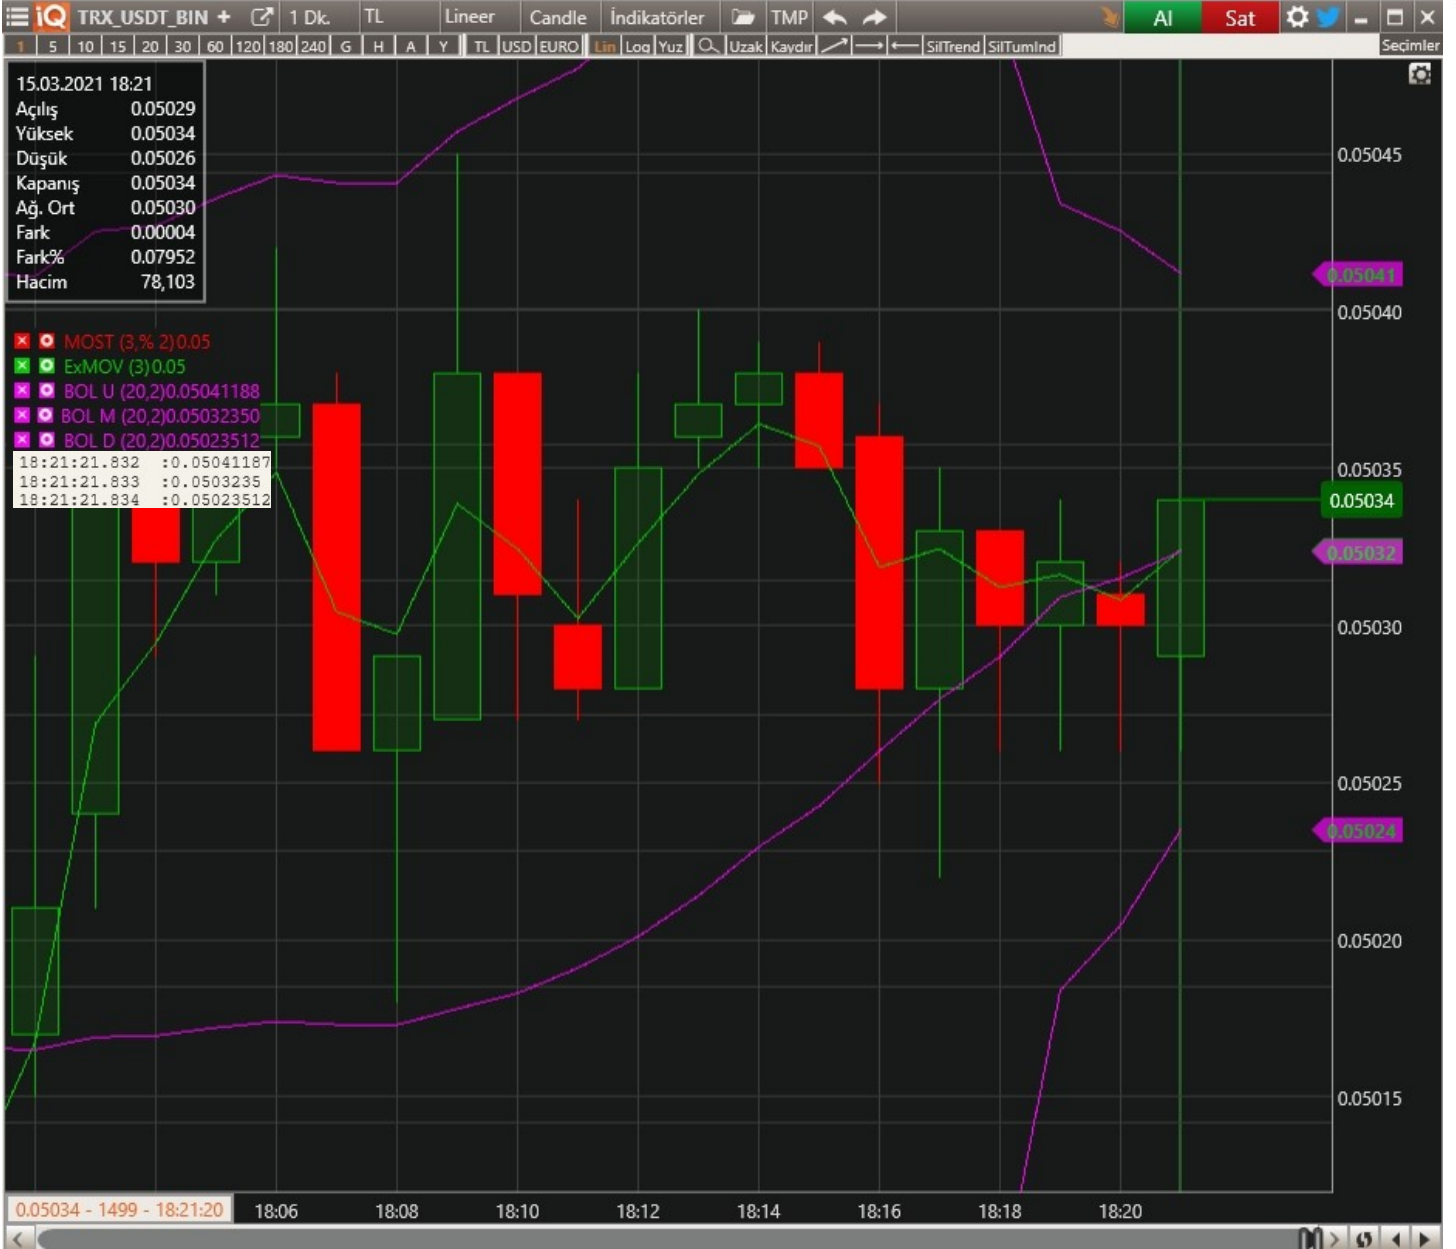 iQ TRX_USDT_BIN + 1 Dk. TL Lineer Candle İndikatörler TMP Al Sat
1 5 10 15 20 30 60 120 180 240 G H A Y TL USD EURO Lin Log Yuz Uzak Kaydır SilTrend SilTumInd Seçimler
15.03.2021 18:21
Açılış 0.05029
Yüksek 0.05034
Düşük 0.05026
Kapanış 0.05034
Ağ. Ort 0.05030
Fark 0.00004
Fark% 0.07952
Hacim 78,103
0.05045
0.05041
0.05040
MOST (3,% 2)0.05
ExMOV (3)0.05
BOL U (20,2)0.05041188
BOL M (20,2)0.05032350
BOL D (20,2)0.05023512
18:21:21.832 :0.05041187
18:21:21.833 :0.0503235
18:21:21.834 :0.05023512
0.05035
0.05034
0.05032
0.05030
0.05025
0.05024
0.05020
0.05015
0.05034 - 1499 - 18:21:20 18:06 18:08 18:10 18:12 18:14 18:16 18:18 18:20